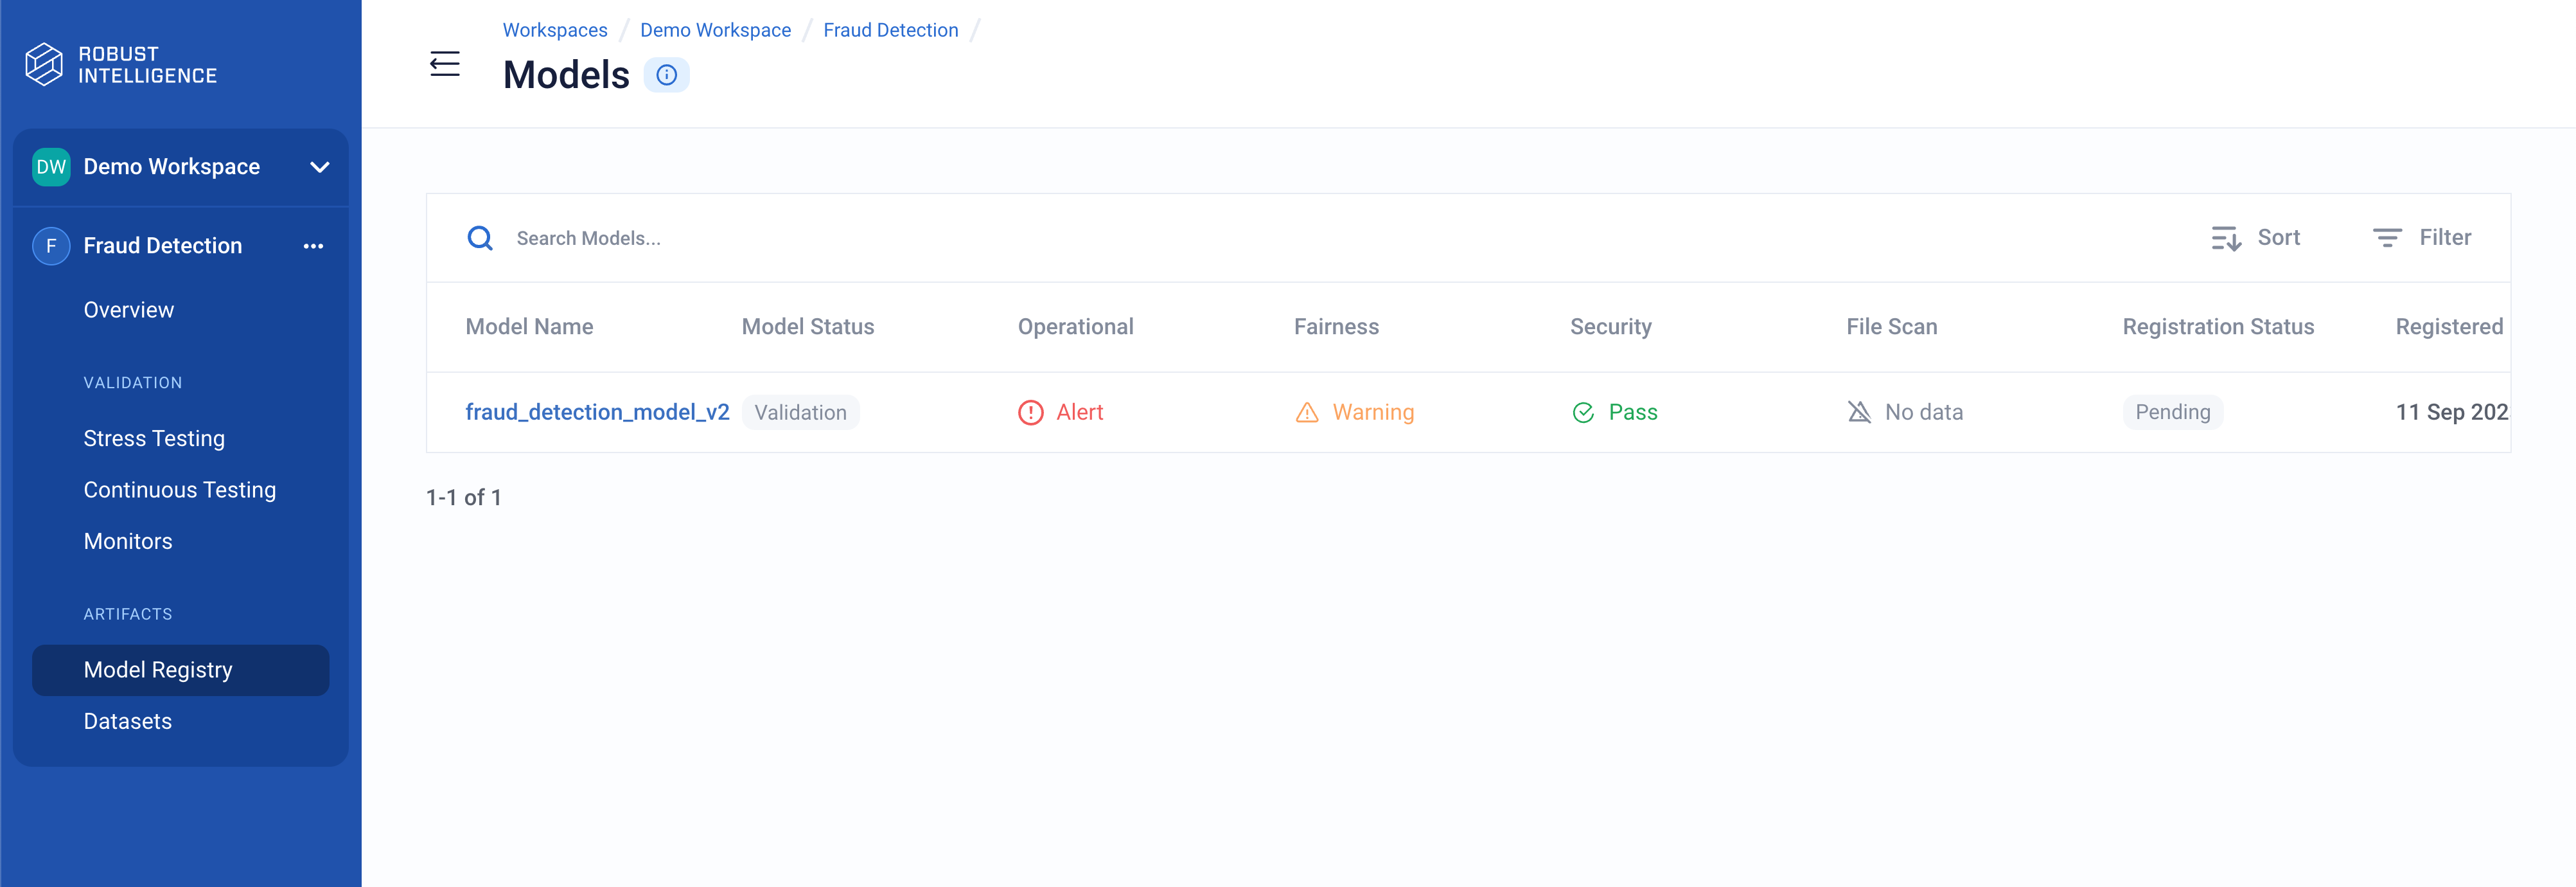 ROBUST
INTELLIGENCE
DW Demo Workspace
F Fraud Detection
Overview
VALIDATION
Stress Testing
Continuous Testing
Monitors
ARTIFACTS
Model Registry
Datasets
Workspaces / Demo Workspace / Fraud Detection /
Models
Search Models...
Sort Filter
Model Name Model Status Operational Fairness Security File Scan Registration Status Registered
fraud_detection_model_v2 Validation Alert Warning Pass No data Pending 11 Sep 202
1-1 of 1